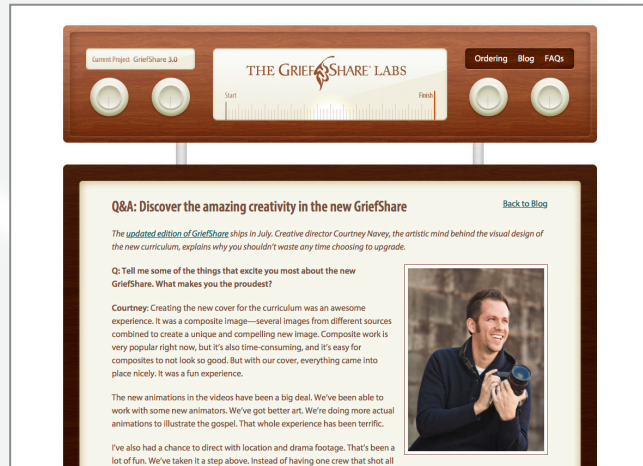 Current Project GriefShare 3.0
THE GRIEFSHARE® LABS
Start Finish
Ordering Blog FAQs
Q&A: Discover the amazing creativity in the new GriefShare
Back to Blog
The updated edition of GriefShare ships in July. Creative director Courtney Navey, the artistic mind behind the visual design of
the new curriculum, explains why you shouldn't waste any time choosing to upgrade.
Q: Tell me some of the things that excite you most about the new
GriefShare. What makes you the proudest?
Courtney: Creating the new cover for the curriculum was an awesome
experience. It was a composite image—several images from different sources
combined to create a unique and compelling new image. Composite work is
very popular right now, but it's also time-consuming, and it's easy for
composites to not look so good. But with our cover, everything came into
place nicely. It was a fun experience.
The new animations in the videos have been a big deal. We've been able to
work with some new animators. We've got better art. We're doing more actual
animations to illustrate the gospel. That whole experience has been terrific.
I've also had a chance to direct with location and drama footage. That's been a
lot of fun. We've taken it a step above. Instead of having one crew that shot all